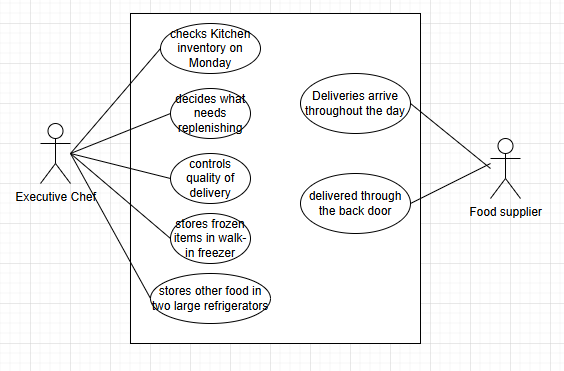 checks Kitchen
inventory on
Monday
decides what
needs
replenishing
controls
quality of
delivery
stores frozen
items in walk-
in freezer
stores other food in
two large refrigerators
Executive Chef
Deliveries arrive
throughout the day
delivered through
the back door
Food supplier